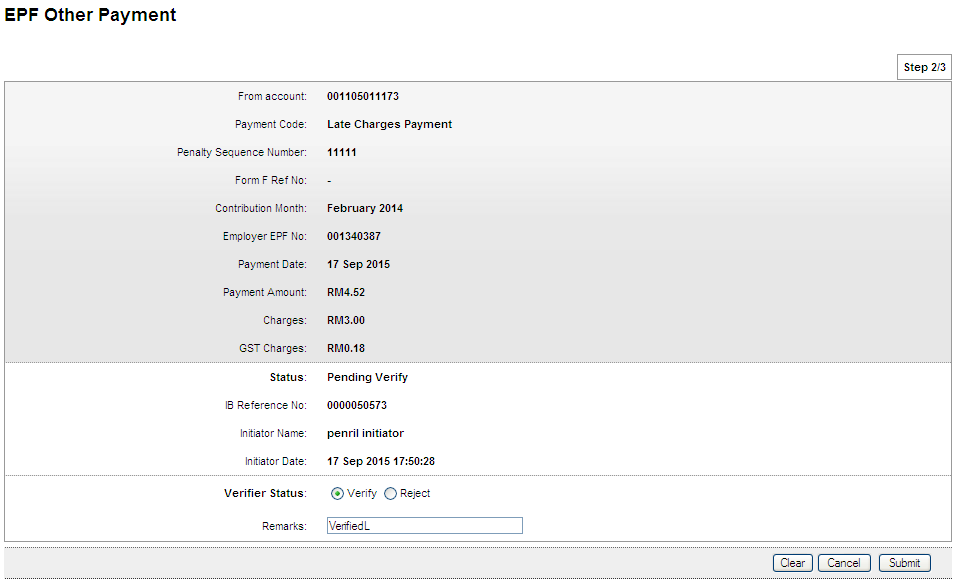 EPF Other Payment
Step 2/3
From account: 001105011173
Payment Code: Late Charges Payment
Penalty Sequence Number: 11111
Form F Ref No: -
Contribution Month: February 2014
Employer EPF No: 001340387
Payment Date: 17 Sep 2015
Payment Amount: RM4.52
Charges: RM3.00
GST Charges: RM0.18
Status: Pending Verify
IB Reference No: 0000050573
Initiator Name: penril initiator
Initiator Date: 17 Sep 2015 17:50:28
Verifier Status: Verify Reject
Remarks: VerifiedL
Clear Cancel Submit